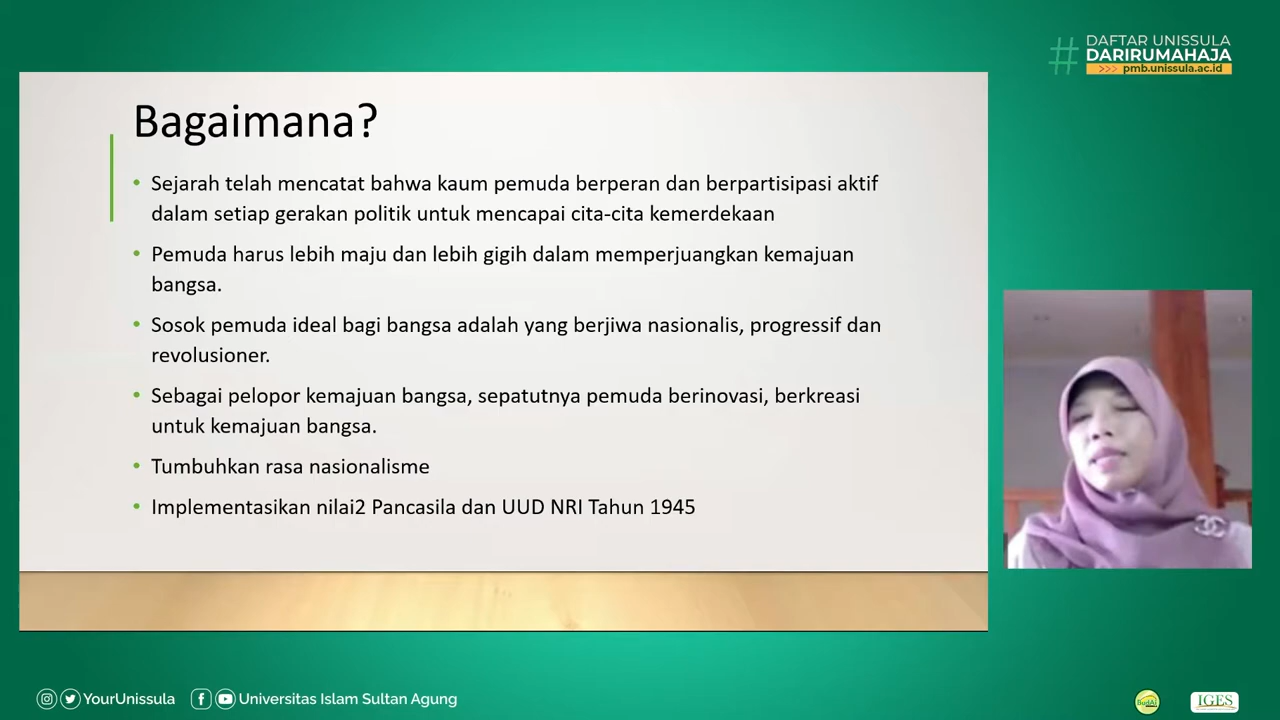 DAFTAR UNISSULA
#DARIRUMAHAJA
>>> pmb.unissula.ac.id
Bagaimana?
• Sejarah telah mencatat bahwa kaum pemuda berperan dan berpartisipasi aktif
dalam setiap gerakan politik untuk mencapai cita-cita kemerdekaan
• Pemuda harus lebih maju dan lebih gigih dalam memperjuangkan kemajuan
bangsa.
• Sosok pemuda ideal bagi bangsa adalah yang berjiwa nasionalis, progressif dan
revolusioner.
• Sebagai pelopor kemajuan bangsa, sepatutnya pemuda berinovasi, berkreasi
untuk kemajuan bangsa.
• Tumbuhkan rasa nasionalisme
• Implementasikan nilai2 Pancasila dan UUD NRI Tahun 1945
YourUnissula
Universitas Islam Sultan Agung
BudAi
IGES